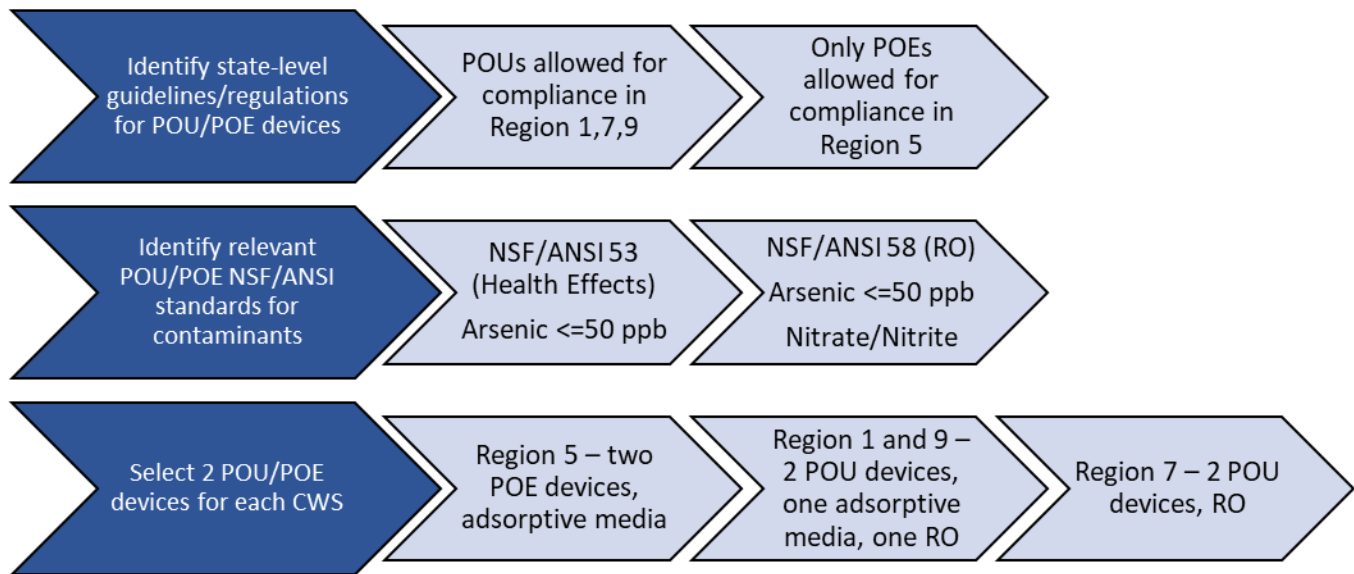 Identify state-level
guidelines/regulations
for POU/POE devices
POUs allowed for
compliance in
Region 1,7,9
Only POEs
allowed for
compliance in
Region 5
Identify relevant
POU/POE NSF/ANSI
standards for
contaminants
NSF/ANSI 53
(Health Effects)
Arsenic <=50 ppb
NSF/ANSI 58 (RO)
Arsenic <=50 ppb
Nitrate/Nitrite
Select 2 POU/POE
devices for each CWS
Region 5 – two
POE devices,
adsorptive media
Region 1 and 9 –
2 POU devices,
one adsorptive
media, one RO
Region 7 – 2 POU
devices, RO